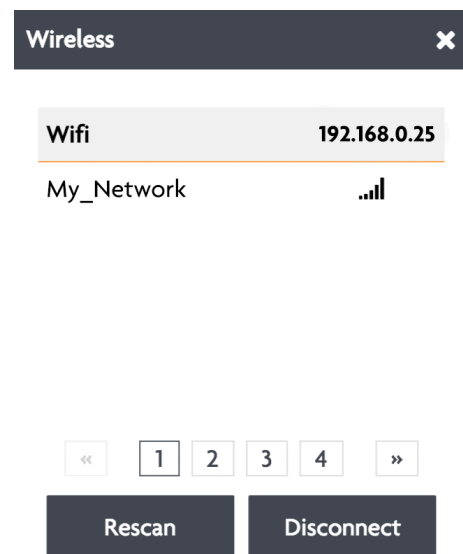 Wireless ✖
Wifi 192.168.0.25
My_Network
« 1 2 3 4 »
Rescan Disconnect